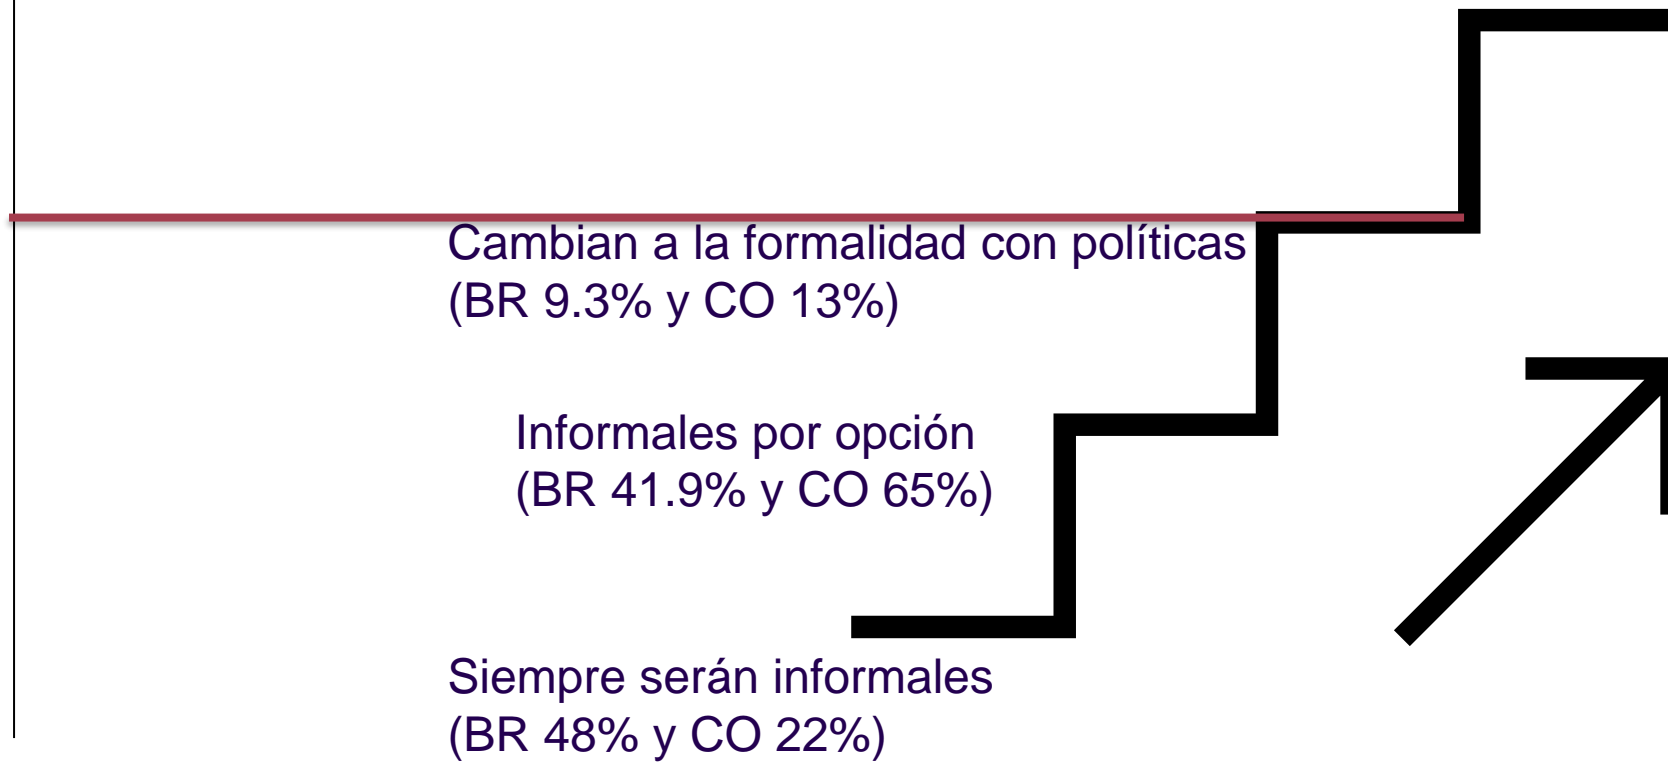 Cambian a la formalidad con políticas
(BR 9.3% y CO 13%)
Informales por opción
(BR 41.9% y CO 65%)
Siempre serán informales
(BR 48% y CO 22%)